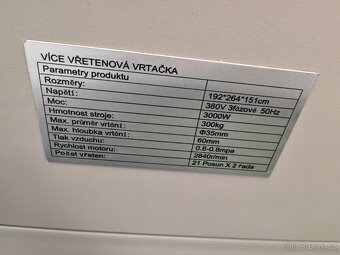 VÍCE VŘETENOVÁ VRTAČKA
Parametry produktu
Rozměry: 192*264*151cm
Napětí: 380V 3fózové 50Hz
Moc: 3000W
Hmotnost stroje: 300kg
Max. průměr vrtání: Φ35mm
Max. hloubka vrtání: 60mm
Tlak vzduchu: 0.6-0.8mpa
Rychlost motoru: 2840r/min
Počet vřeten: 21 Posun X 2 řada